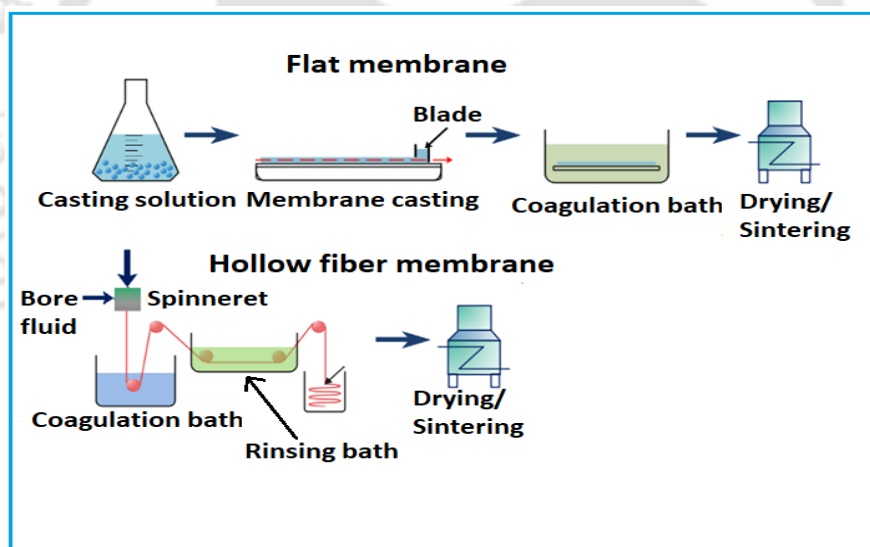 Flat membrane
Blade
Casting solution
Membrane casting
Coagulation bath
Drying/
Sintering
Hollow fiber membrane
Bore
fluid
Spinneret
Coagulation bath
Rinsing bath
Drying/
Sintering